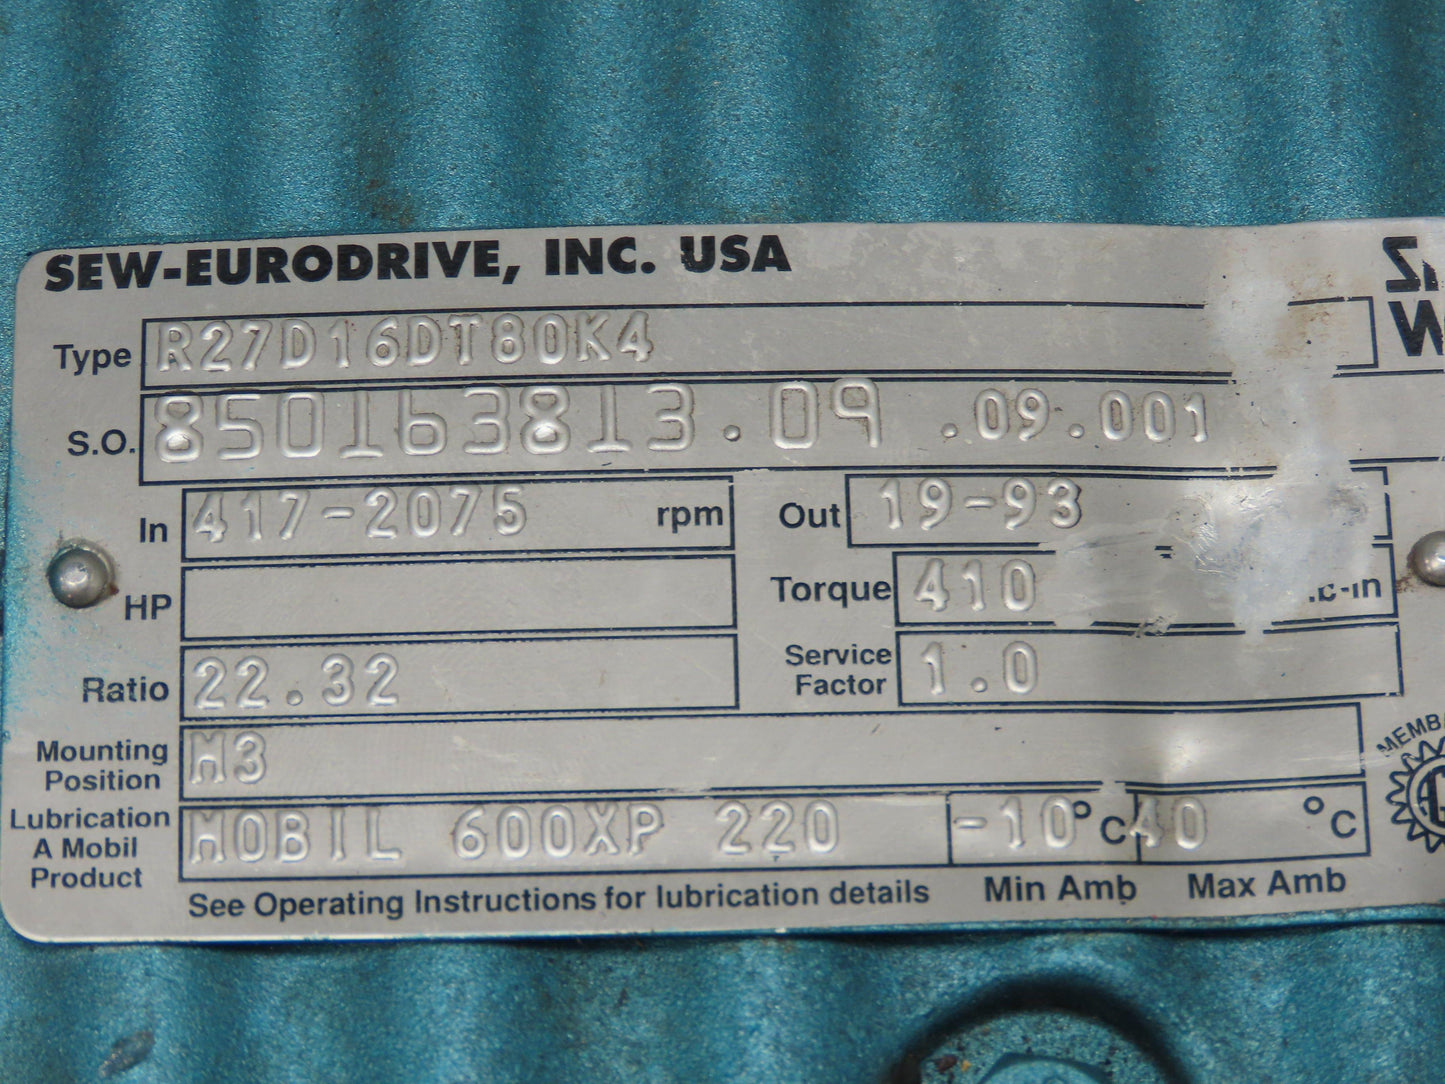 SEW-EURODRIVE, INC. USA
Type R27D16DT80K4
S.O. 850163813.09 .09.001
In 417-2075 rpm Out 19-93
HP Torque 410
Ratio 22.32 Service Factor 1.0
Mounting Position M3
Lubrication A Mobil Product MOBIL 600XP 220 -10°C 40 °C
See Operating Instructions for lubrication details Min Amb Max Amb